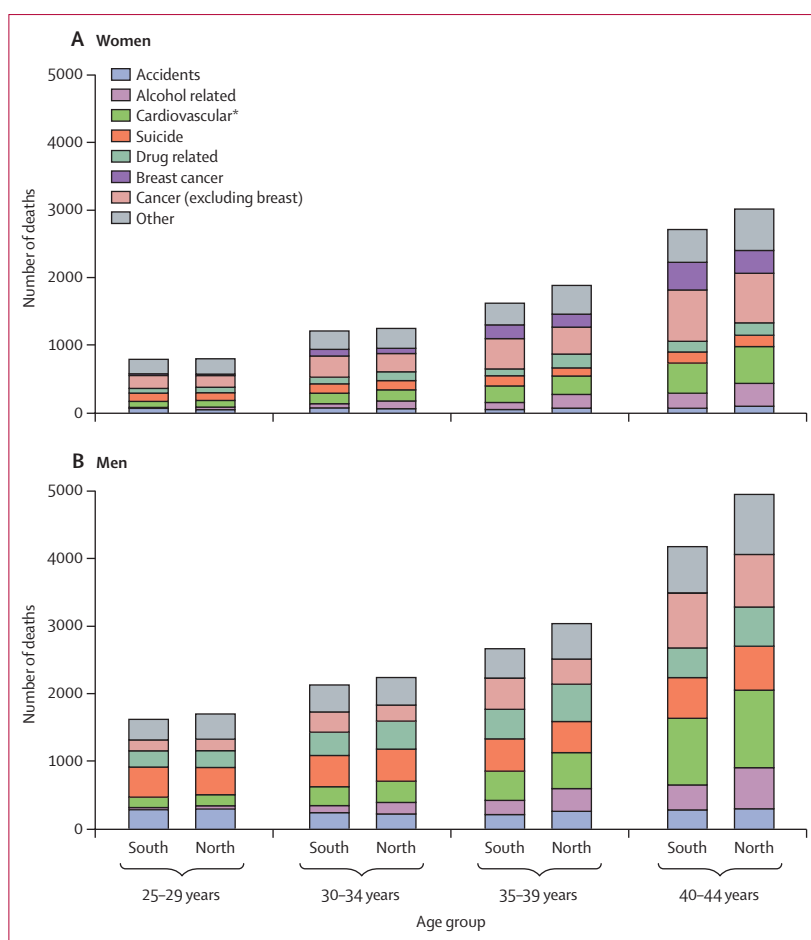 A Women
5000
4000
3000
2000
1000
0
Number of deaths
Accidents
Alcohol related
Cardiovascular*
Suicide
Drug related
Breast cancer
Cancer (excluding breast)
Other
B Men
5000
4000
3000
2000
1000
0
Number of deaths
South North South North South North South North
25–29 years 30–34 years 35–39 years 40–44 years
Age group